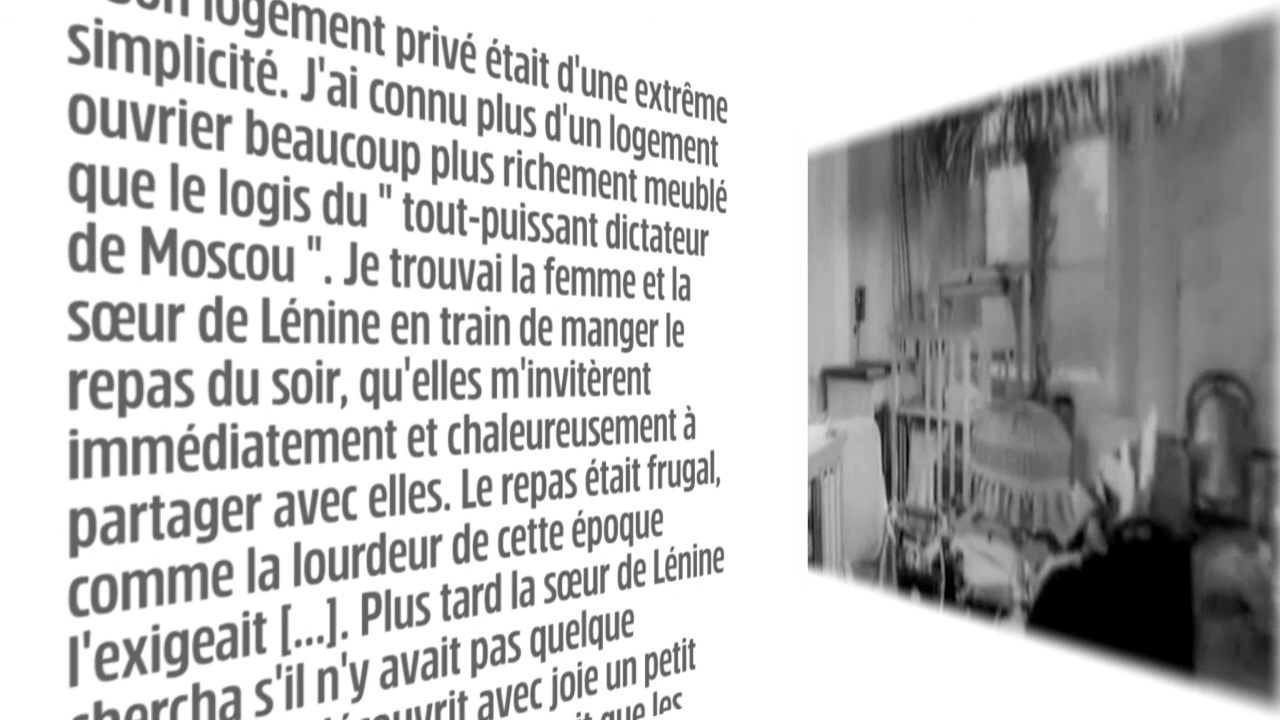 logement privé était d'une extrême
simplicité. J'ai connu plus d'un logement
ouvrier beaucoup plus richement meublé
que le logis du " tout-puissant dictateur
de Moscou ". Je trouvai la femme et la
sœur de Lénine en train de manger le
repas du soir, qu'elles m'invitèrent
immédiatement et chaleureusement à
partager avec elles. Le repas était frugal,
comme la lourdeur de cette époque
l'exigeait [...]. Plus tard la sœur de Lénine
chercha s'il n'y avait pas quelque
avec joie un petit
que les